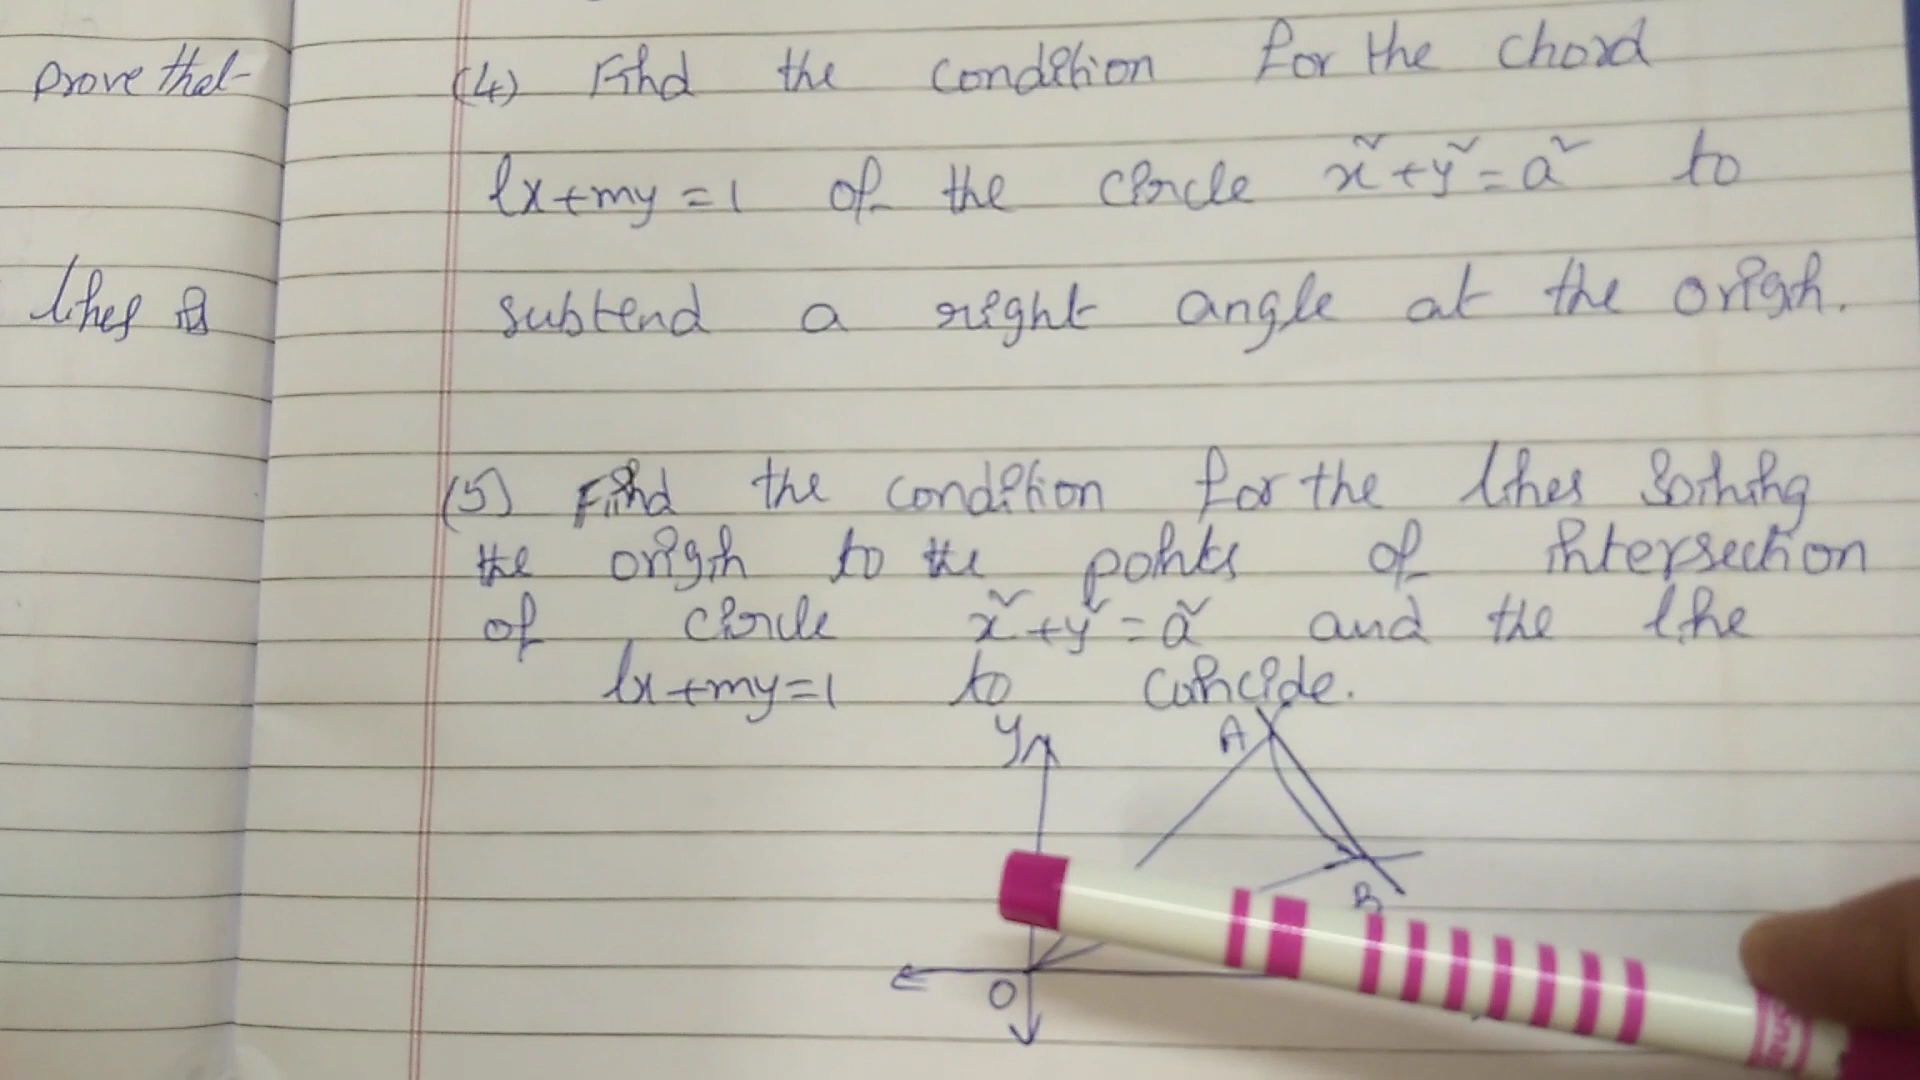 prove that
(4) Find the condition for the chord
lx+my=1 of the circle x²+y²=a² to
lines
subtend a right angle at the origin.
(5) Find the condition for the lines joining
the origin to the points of intersection
of circle x²+y²=a² and the line
lx+my=1 to coincide.
Y
A
B
O